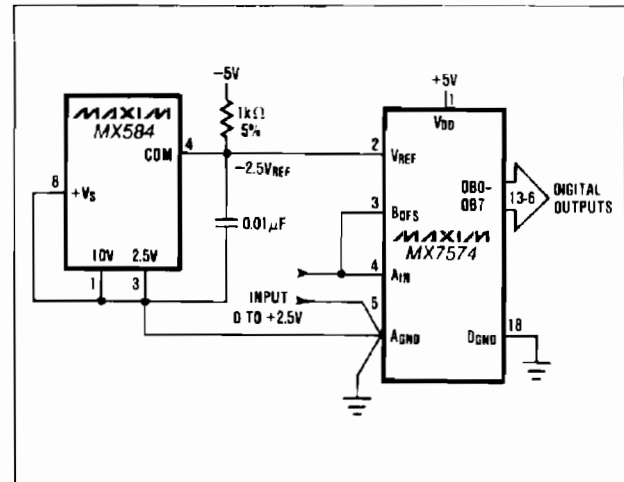 MAXIM
MX584
COM
4
8
+VS
10V
2.5V
1
3
-5V
1kΩ
5%
-2.5VREF
0.01µF
INPUT
0 TO +2.5V
+5V
1
VDD
2
VREF
3
BOFS
4
AIN
5
AGND
MAXIM
MX7574
DB0-
DB7
13-6
DIGITAL
OUTPUTS
DGND
18